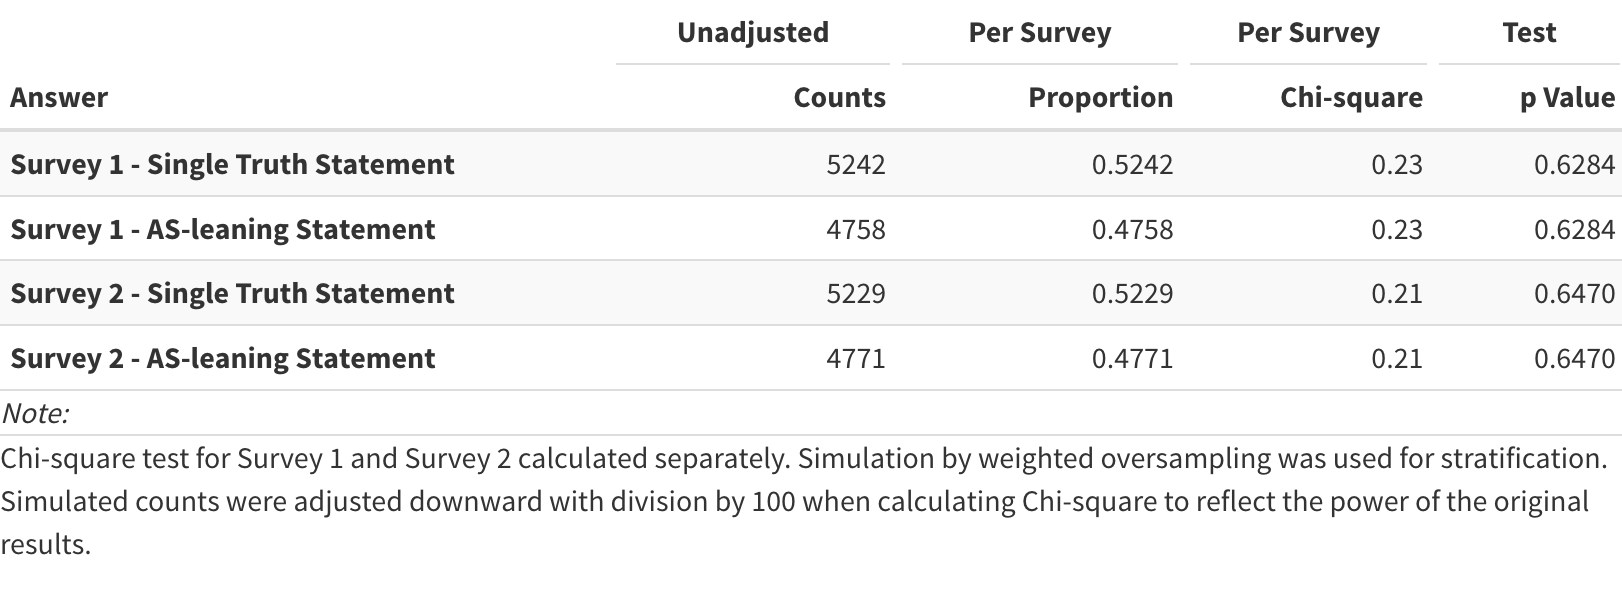 Unadjusted Per Survey Per Survey Test
Answer Counts Proportion Chi-square p Value
Survey 1 - Single Truth Statement 5242 0.5242 0.23 0.6284
Survey 1 - AS-leaning Statement 4758 0.4758 0.23 0.6284
Survey 2 - Single Truth Statement 5229 0.5229 0.21 0.6470
Survey 2 - AS-leaning Statement 4771 0.4771 0.21 0.6470
Note:
Chi-square test for Survey 1 and Survey 2 calculated separately. Simulation by weighted oversampling was used for stratification.
Simulated counts were adjusted downward with division by 100 when calculating Chi-square to reflect the power of the original
results.